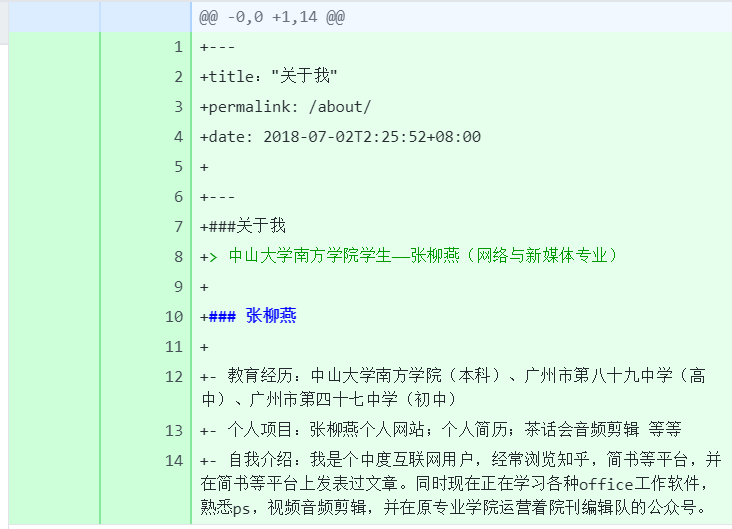 @@ -0,0 +1,14 @@
1 +---
2 +title："关于我"
3 +permalink: /about/
4 +date: 2018-07-02T2:25:52+08:00
5 +
6 +---
7 +###关于我
8 +> 中山大学南方学院学生——张柳燕（网络与新媒体专业）
9 +
10 +### 张柳燕
11 +
12 +- 教育经历：中山大学南方学院（本科）、广州市第八十九中学（高
中）、广州市第四十七中学（初中）
13 +- 个人项目：张柳燕个人网站；个人简历；茶话会音频剪辑 等等
14 +- 自我介绍：我是个中度互联网用户，经常浏览知乎，简书等平台，并
在简书等平台上发表过文章。同时现在正在学习各种office工作软件，
熟悉ps，视频音频剪辑，并在原专业学院运营着院刊编辑队的公众号。